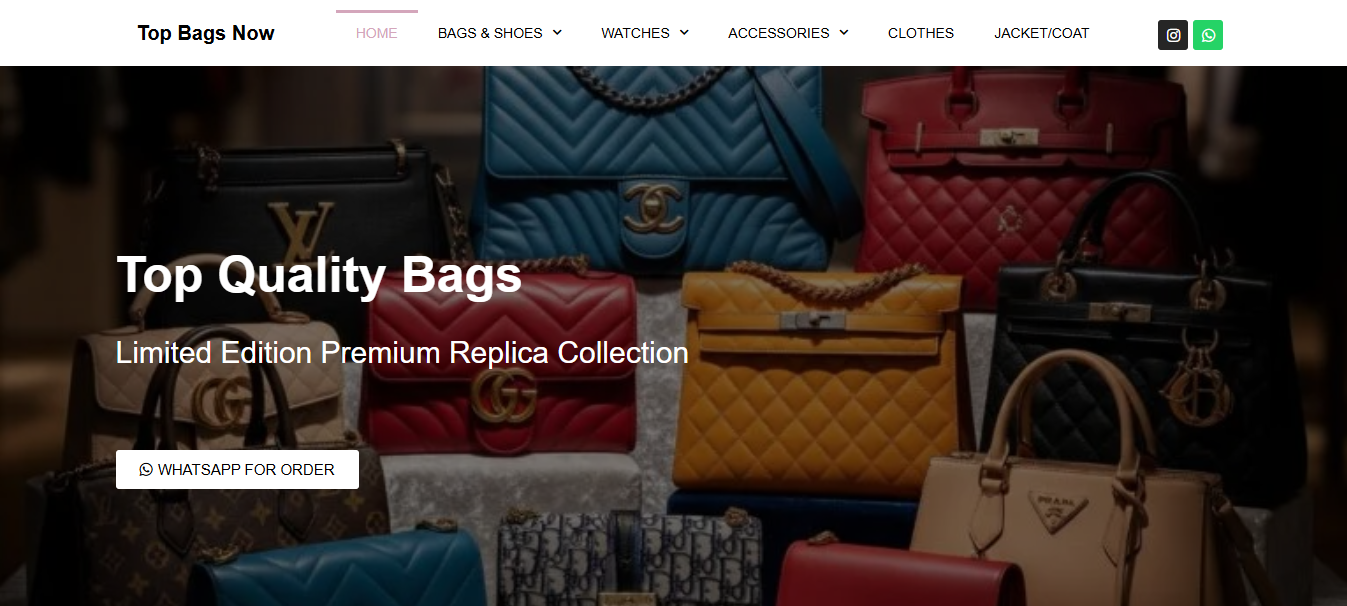 Top Bags Now
HOME
BAGS & SHOES
WATCHES
ACCESSORIES
CLOTHES
JACKET/COAT
Top Quality Bags
Limited Edition Premium Replica Collection
WHATSAPP FOR ORDER
PRADA